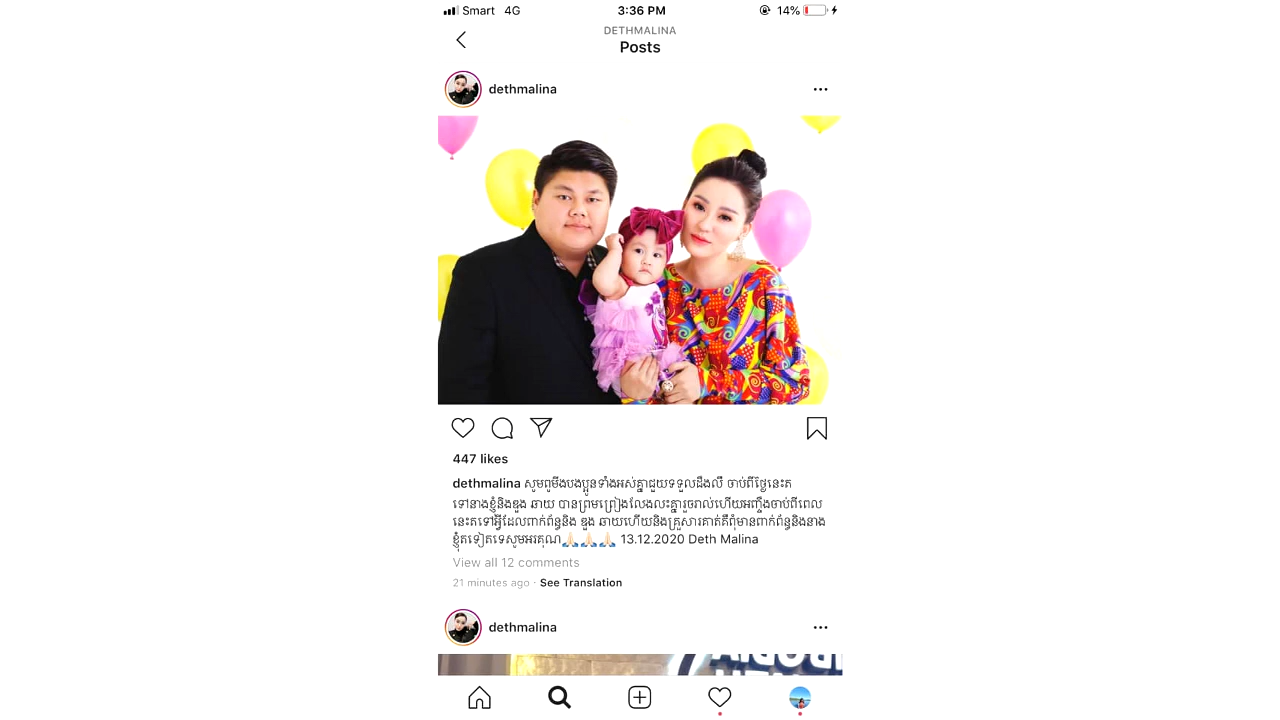 Smart 4G 3:36 PM 14%
DETHMALINA
Posts
dethmalina
447 likes
dethmalina សូមពូមីងបងប្អូនទាំងអស់គ្នាជួយទទួលដឹងលឺ ចាប់ពីថ្ងៃនេះត
ទៅនាងខ្ញុំនិងឌួង ឆាយ បានព្រមព្រៀងលែងលះគ្នារួចរាល់ហើយអញ្ចឹងចាប់ពីពេល
នេះតទៅអ្វីដែលពាក់ព័ន្ធនិង ឌួង ឆាយហើយនិងគ្រួសារគាត់គឺពុំមានពាក់ព័ន្ធនិងនាង
ខ្ញុំតទៀតទេសូមអរគុណ🙏🏻🙏🏻🙏🏻 13.12.2020 Deth Malina
View all 12 comments
21 minutes ago · See Translation
dethmalina